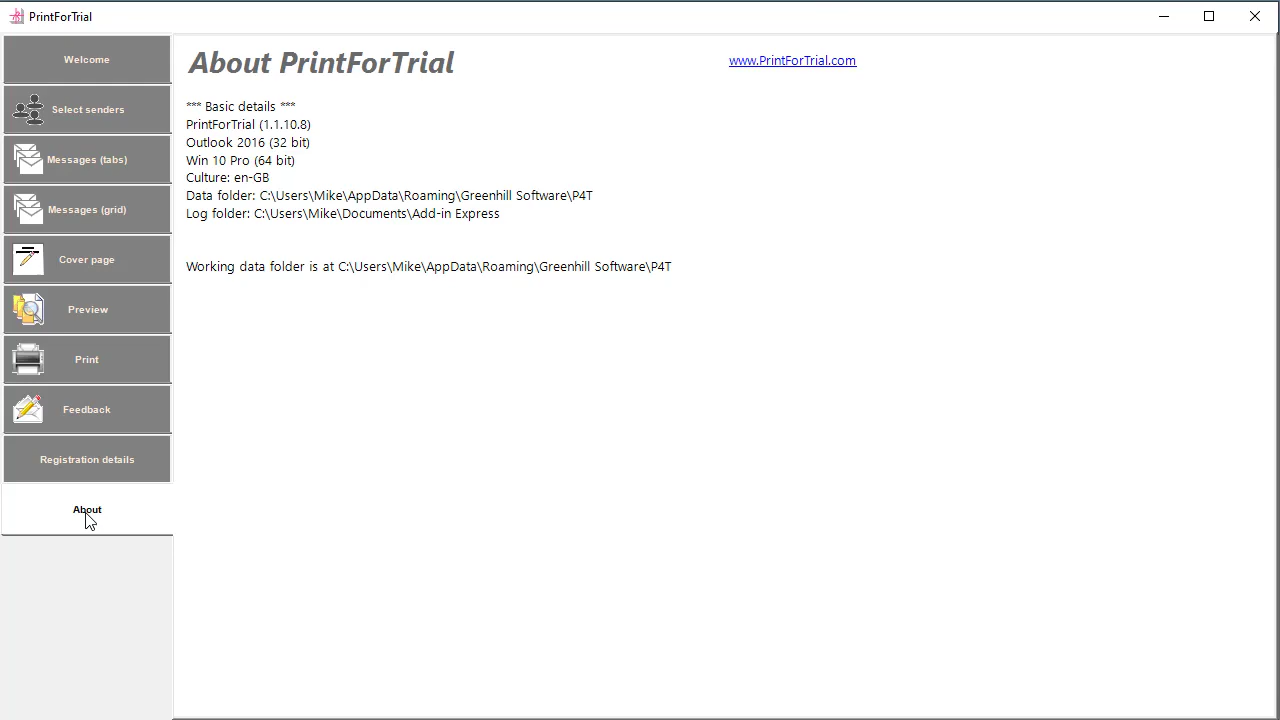 PrintForTrial
Welcome
Select senders
Messages (tabs)
Messages (grid)
Cover page
Preview
Print
Feedback
Registration details
About
About PrintForTrial
www.PrintForTrial.com
*** Basic details ***
PrintForTrial (1.1.10.8)
Outlook 2016 (32 bit)
Win 10 Pro (64 bit)
Culture: en-GB
Data folder: C:\Users\Mike\AppData\Roaming\Greenhill Software\P4T
Log folder: C:\Users\Mike\Documents\Add-in Express
Working data folder is at C:\Users\Mike\AppData\Roaming\Greenhill Software\P4T